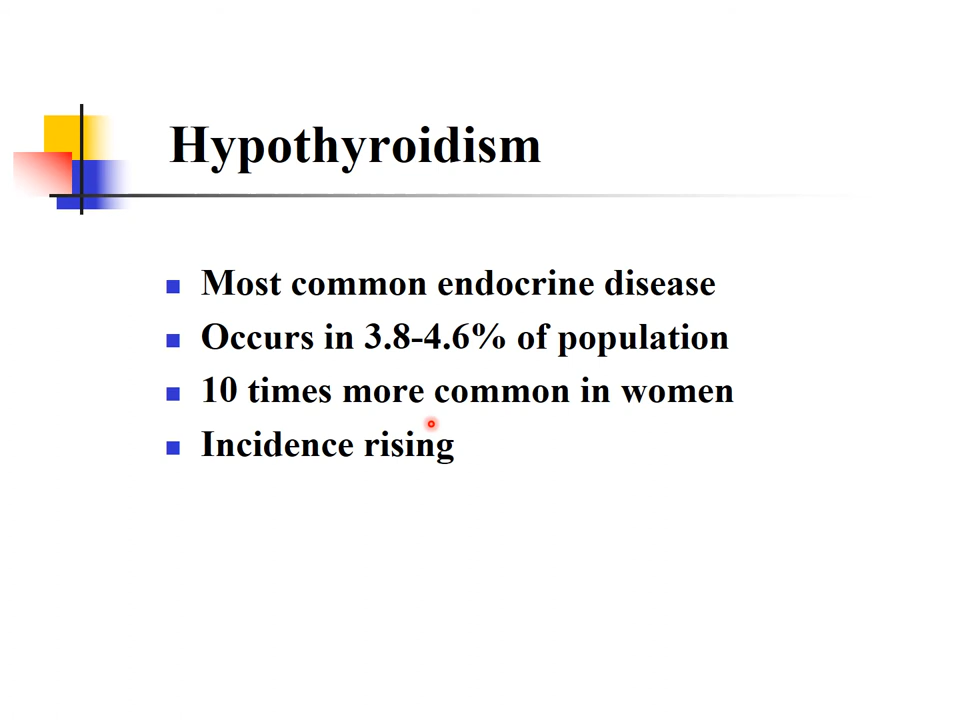 Hypothyroidism
Most common endocrine disease
Occurs in 3.8-4.6% of population
10 times more common in women
Incidence rising